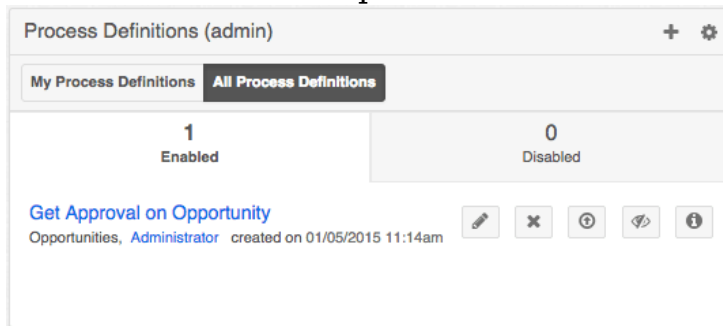 Process Definitions (admin)
My Process Definitions All Process Definitions
1 0
Enabled Disabled
Get Approval on Opportunity
Opportunities, Administrator created on 01/05/2015 11:14am